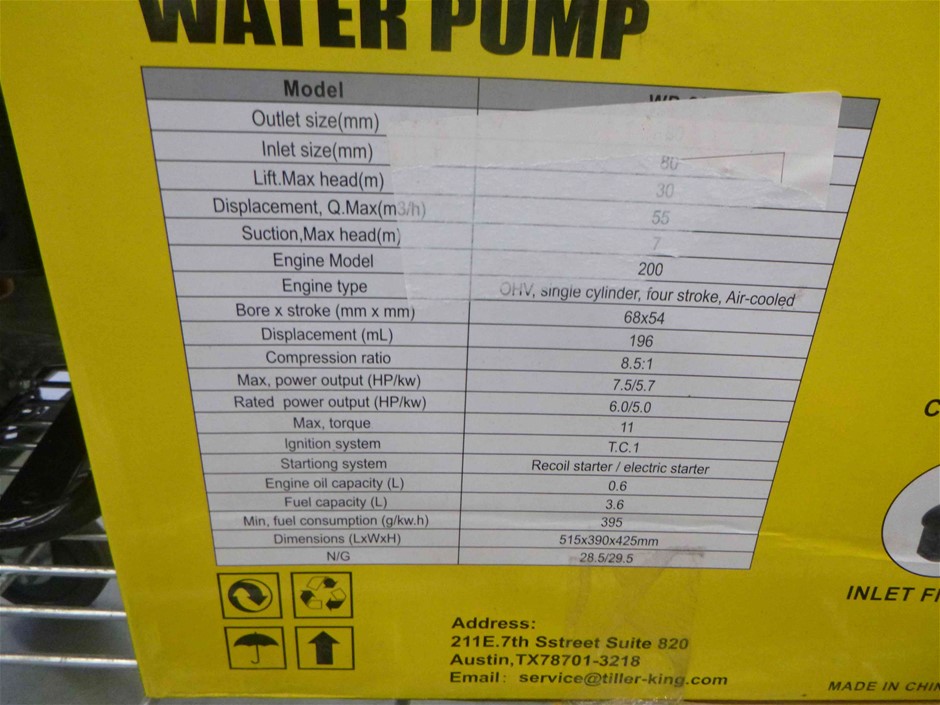 WATER PUMP
Model
Outlet size(mm) 80
Inlet size(mm) 80
Lift.Max head(m) 30
Displacement, Q.Max(m3/h) 55
Suction,Max head(m) 7
Engine Model 200
Engine type OHV, single cylinder, four stroke, Air-cooled
Bore x stroke (mm x mm) 68x54
Displacement (mL) 196
Compression ratio 8.5:1
Max, power output (HP/kw) 7.5/5.7
Rated power output (HP/kw) 6.0/5.0
Max, torque 11
Ignition system T.C.1
Startiong system Recoil starter / electric starter
Engine oil capacity (L) 0.6
Fuel capacity (L) 3.6
Min, fuel consumption (g/kw.h) 395
Dimensions (LxWxH) 515x390x425mm
N/G 28.5/29.5
INLET
Address:
211E.7th Sstreet Suite 820
Austin,TX78701-3218
Email: service@tiller-king.com
MADE IN